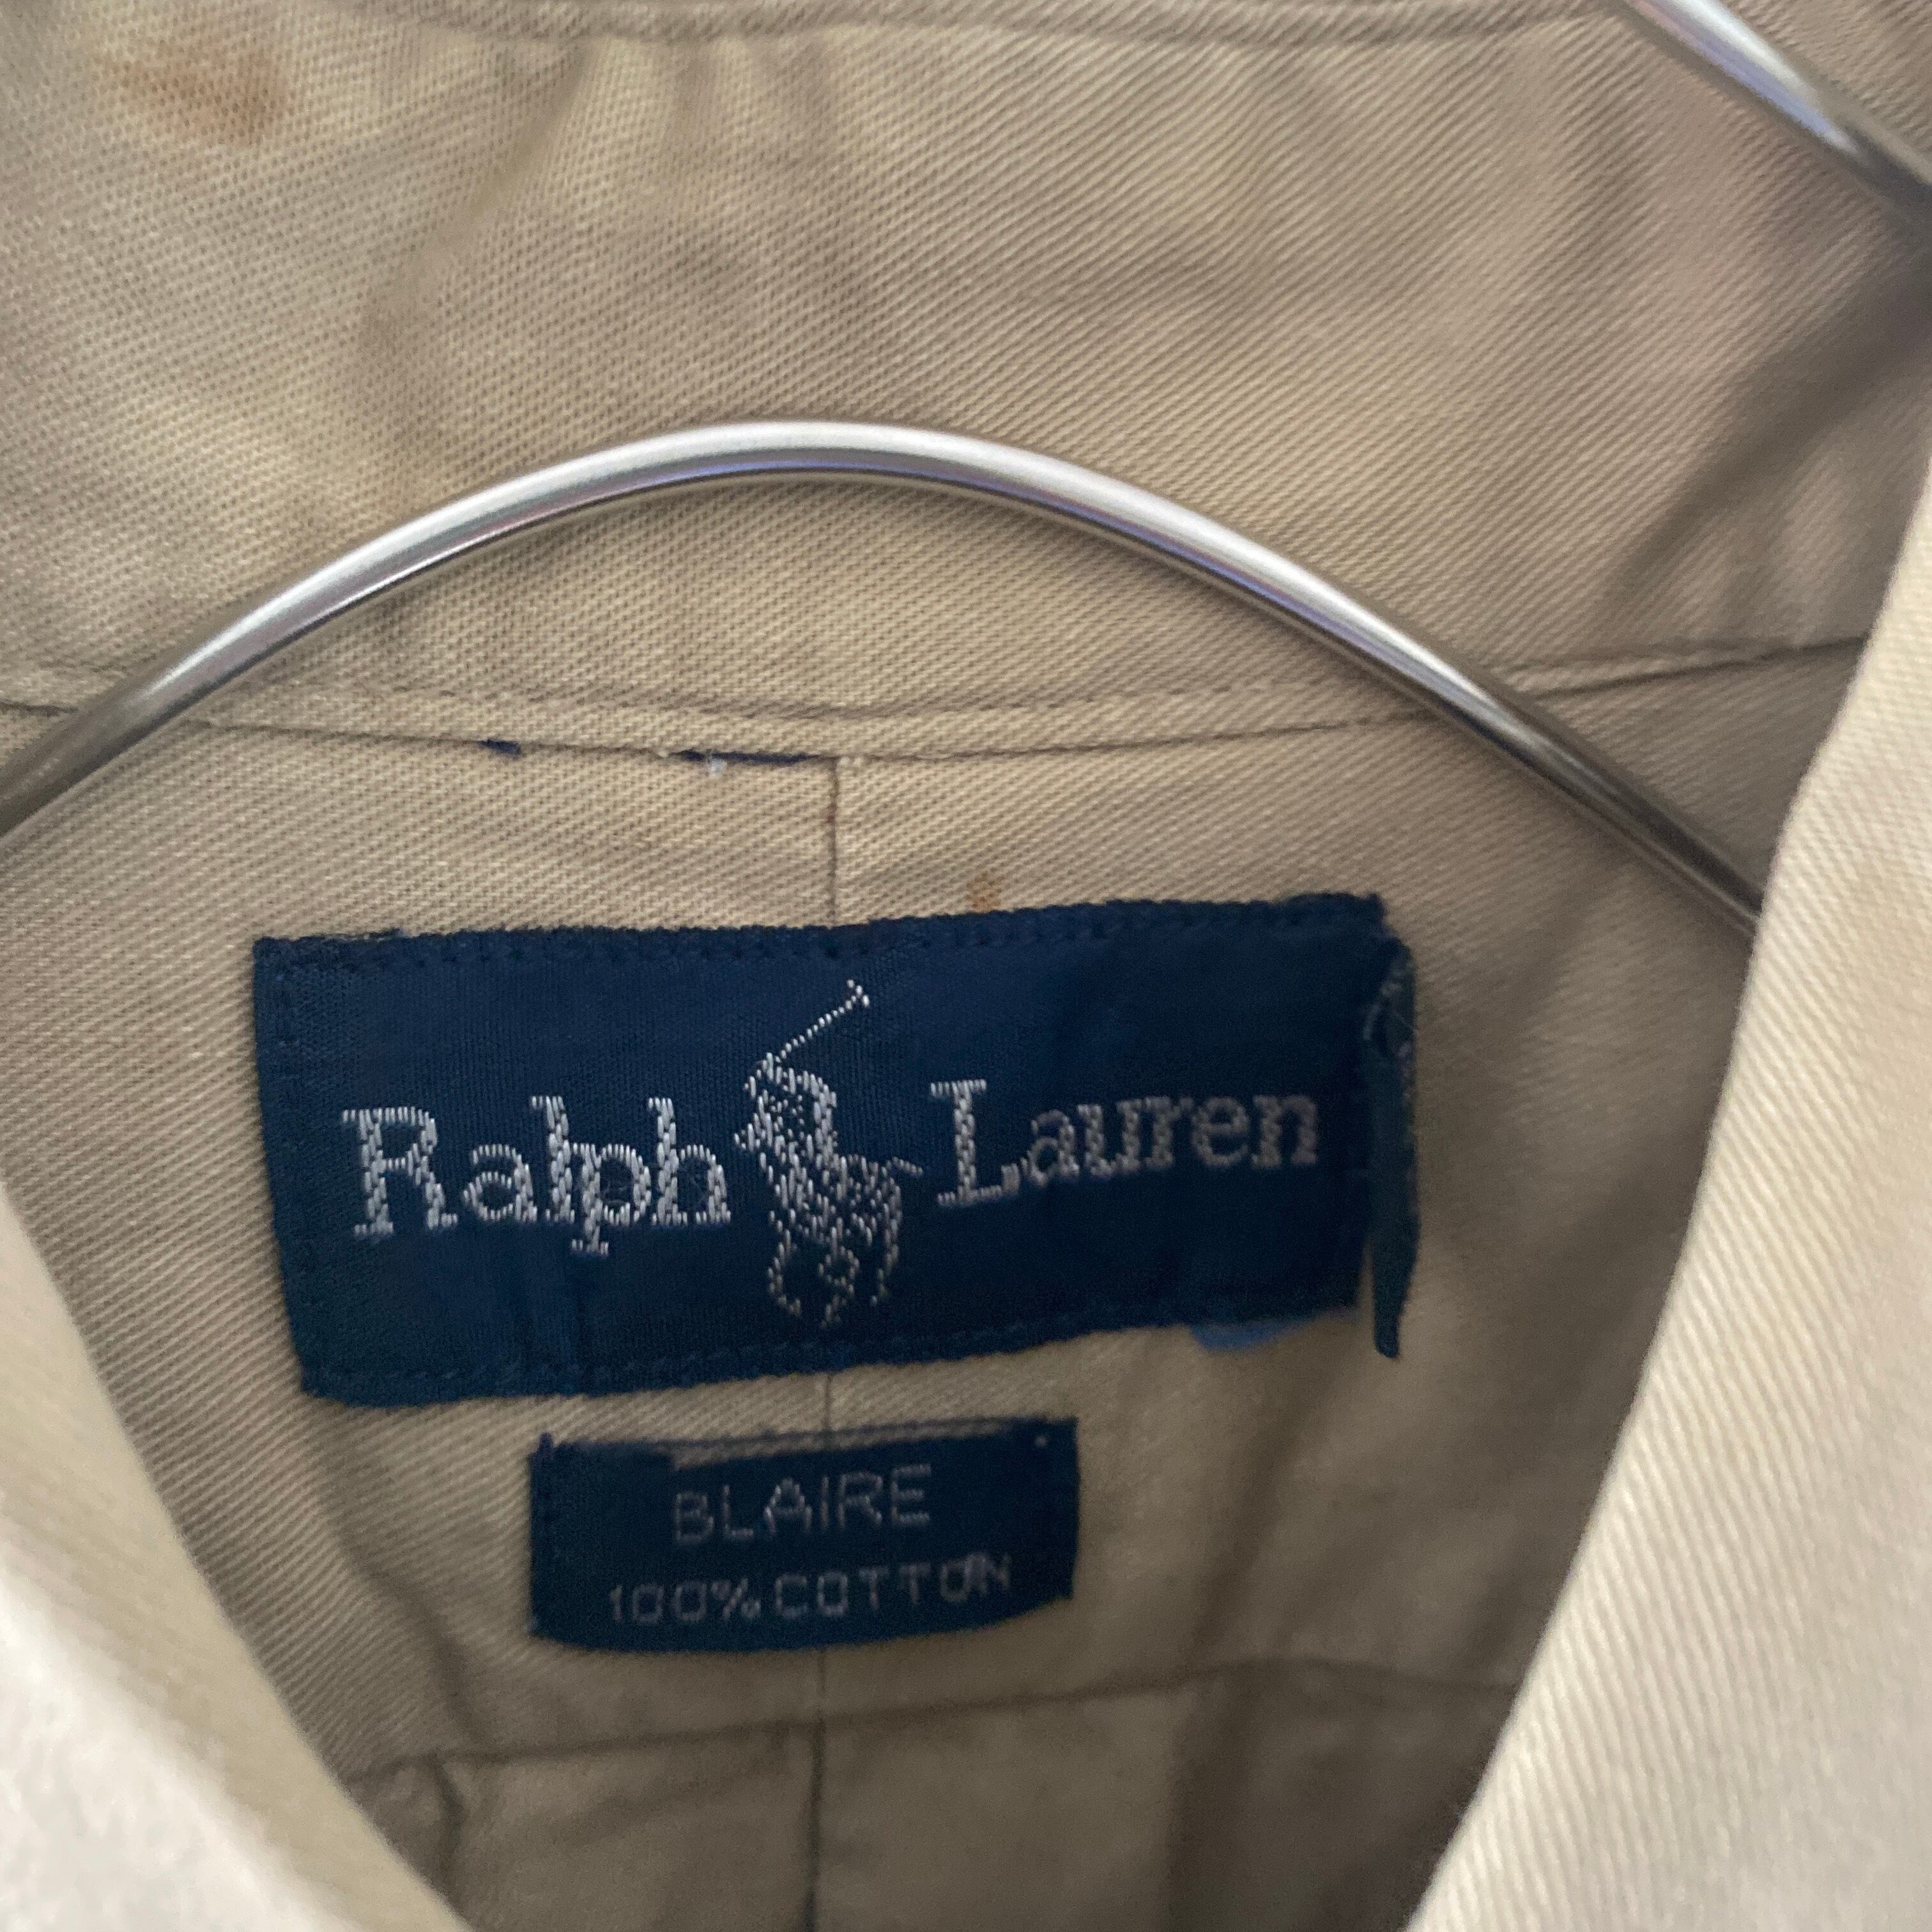 Ralph Lauren
BLAIRE
100% COTTON